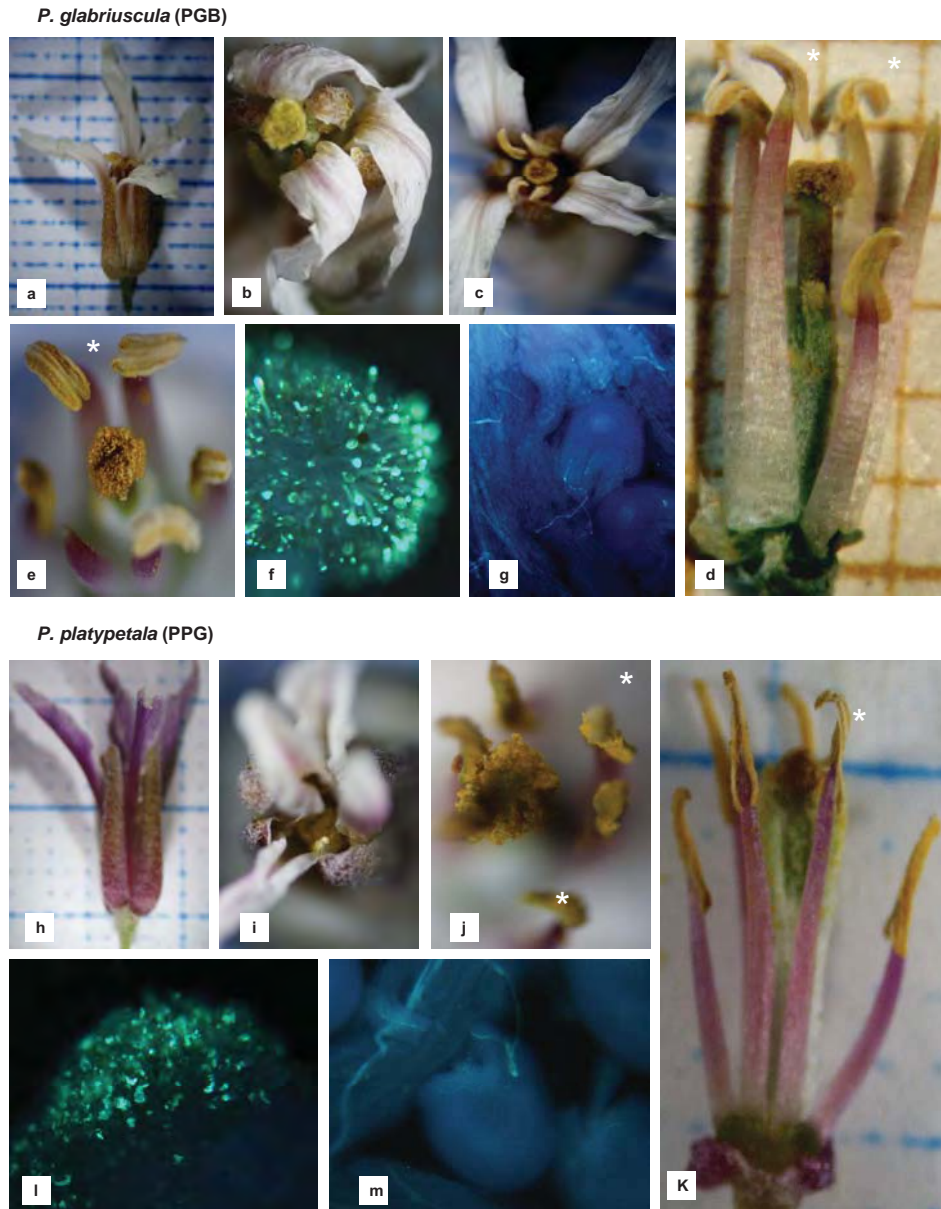 P. glabriuscula (PGB)
a
b
c
*
*
d
*
e
f
g
P. platypetala (PPG)
h
i
*
*
j
*
K
l
m